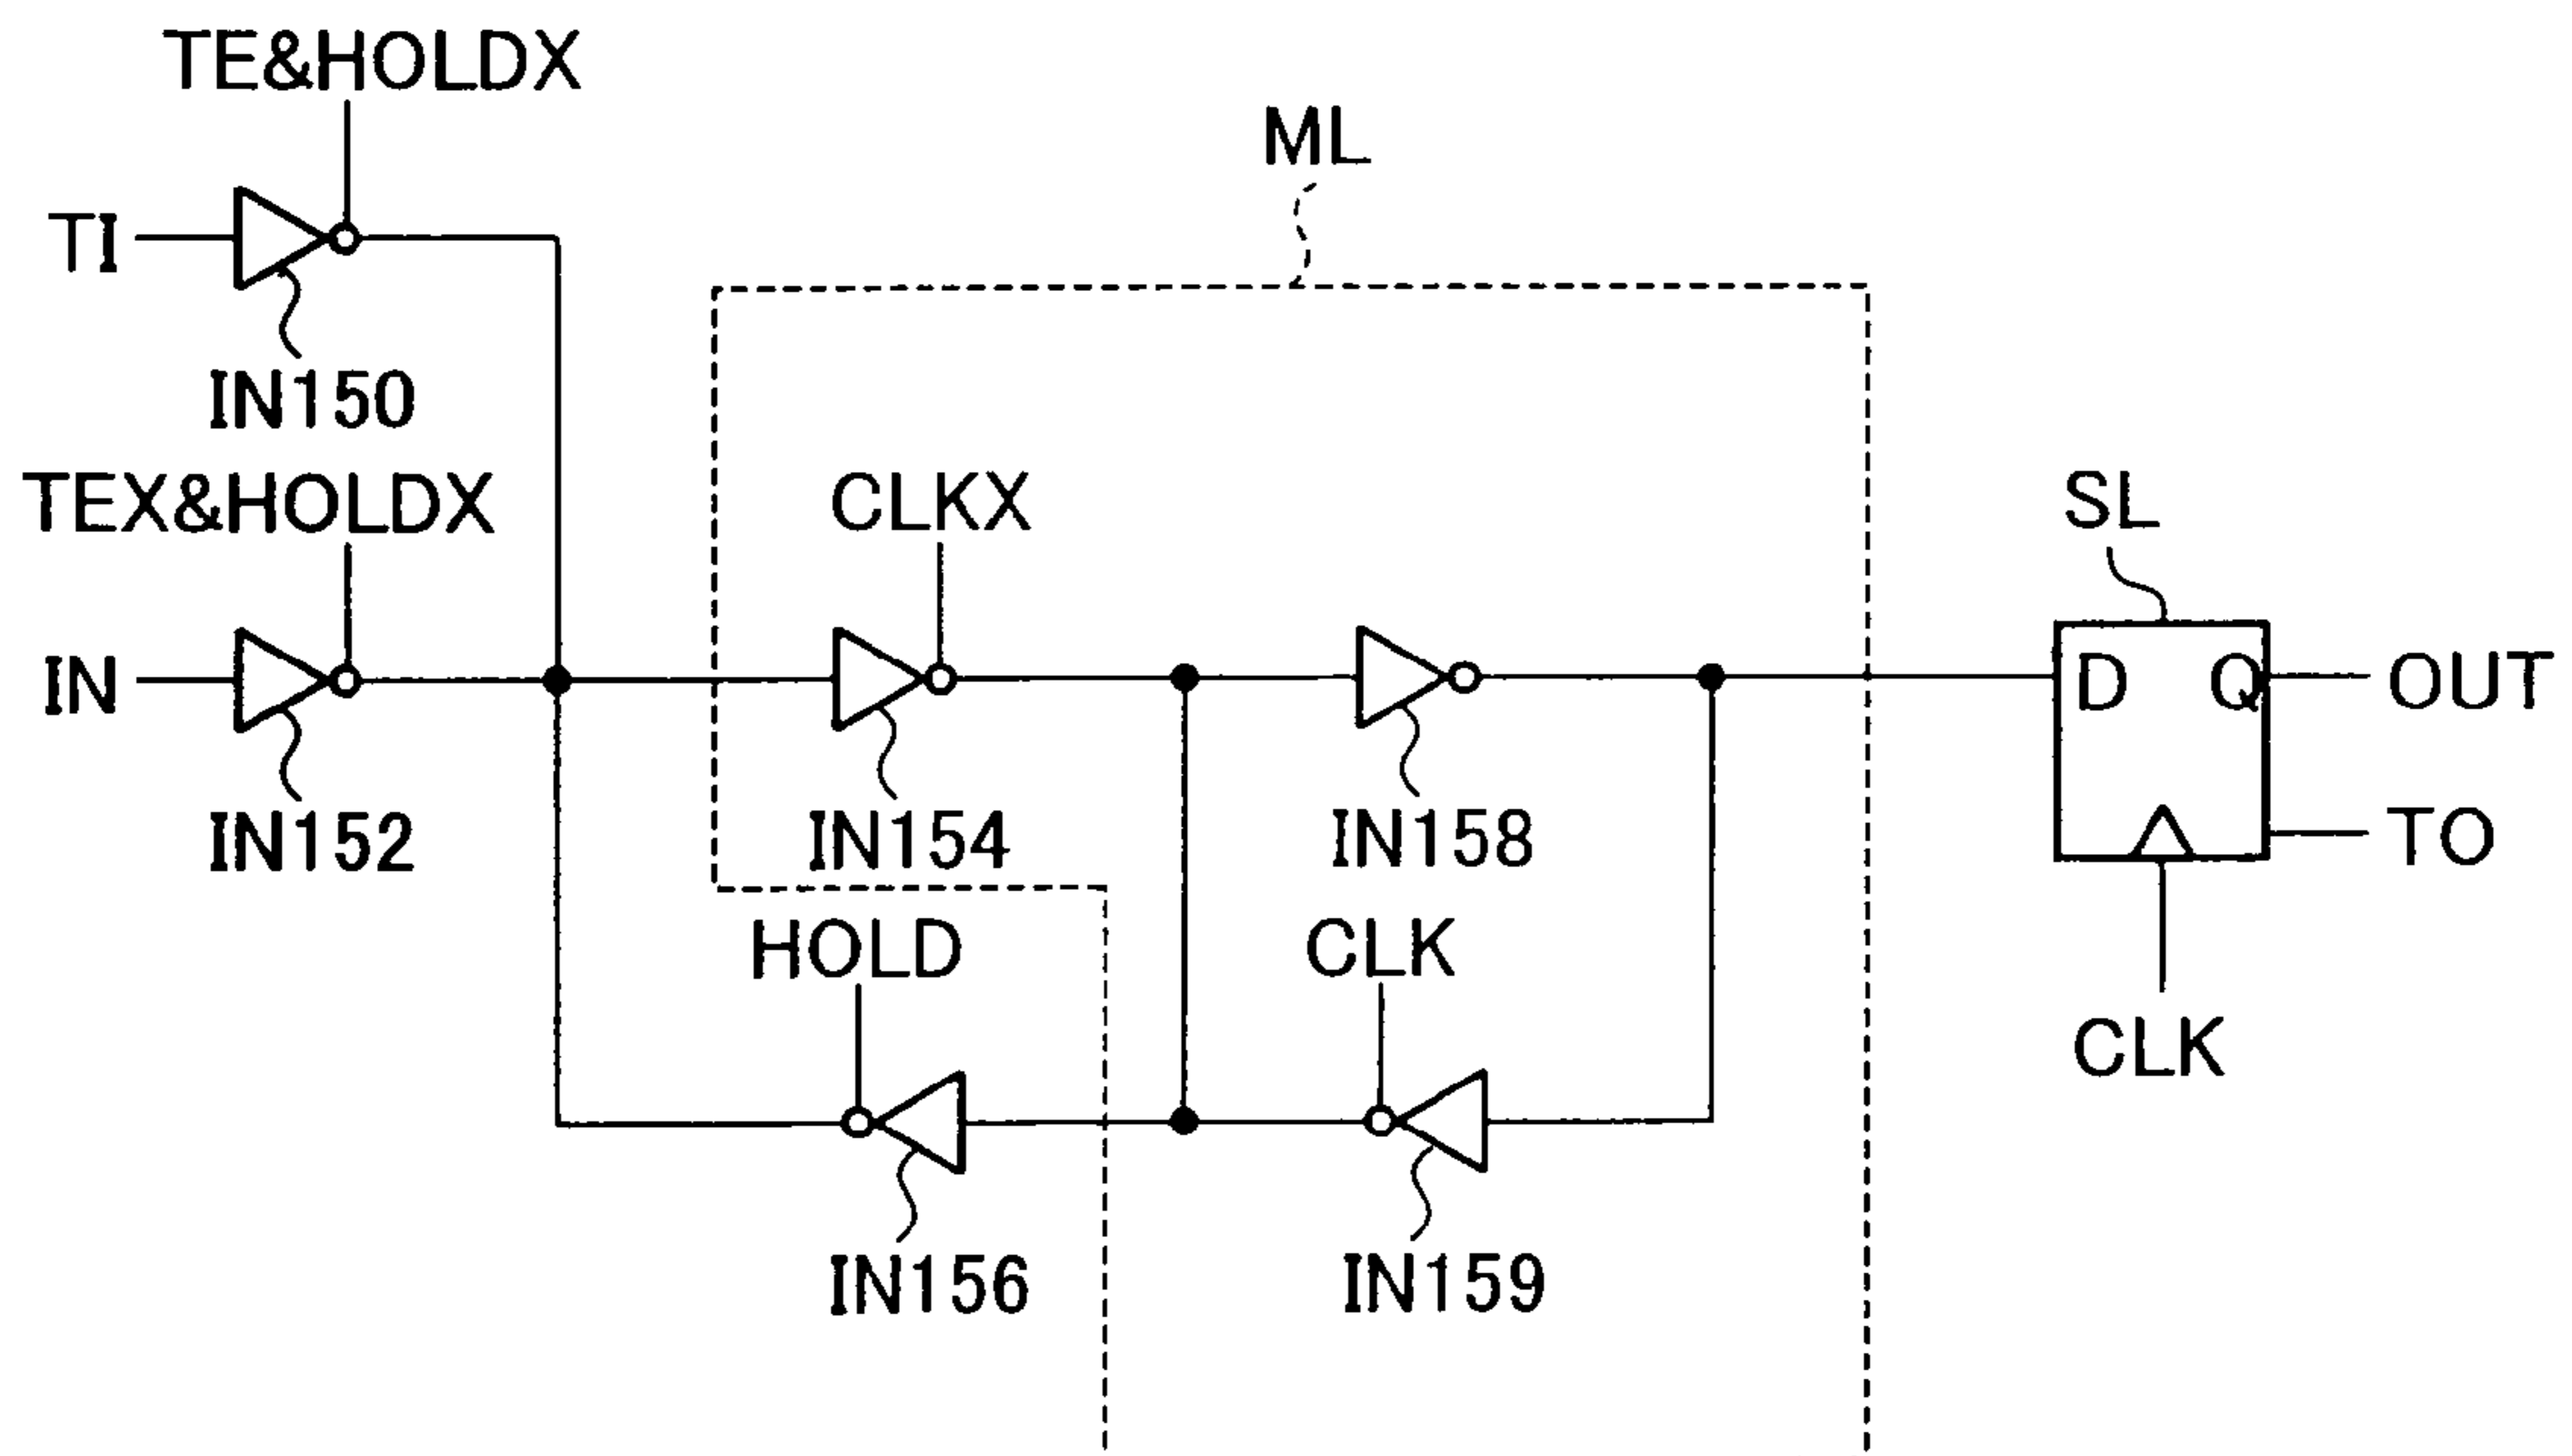 TE&HOLDX
ML
TI
IN150
TEX&HOLDX
CLKX
SL
IN
D Q
OUT
IN152
IN154
IN158
TO
HOLD
CLK
CLK
IN156
IN159